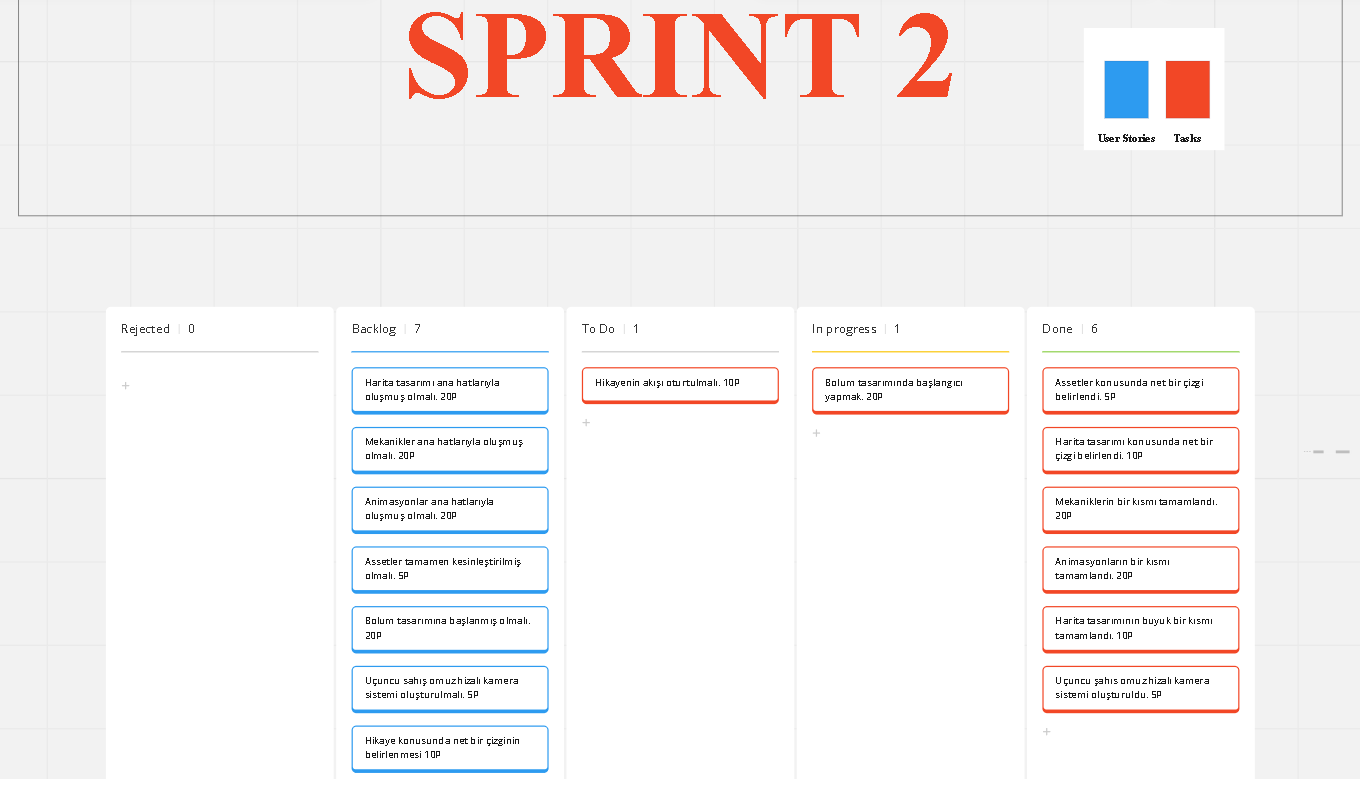 SPRINT 2
User Stories Tasks
Rejected 0
Backlog 7
To Do 1
In progress 1
Done 6
Harita tasarımı ana hatlarıyla
oluşmuş olmalı. 20P
Mekanikler ana hatlarıyla oluşmuş
olmalı. 20P
Animasyonlar ana hatlarıyla
oluşmuş olmalı. 20P
Assetler tamamen kesinleştirilmiş
olmalı. 5P
Bölüm tasarımına başlanmış olmalı.
20P
Üçüncü sahış omuz hizalı kamera
sistemi oluşturulmalı. 5P
Hikaye konusunda net bir çizginin
belirlenmesi 10P
Hikayenin akışı oturtulmalı. 10P
Bölüm tasarımında başlangıcı
yapmak. 20P
Assetler konusunda net bir çizgi
belirlendi. 5P
Harita tasarımı konusunda net bir
çizgi belirlendi. 10P
Mekaniklerin bir kısmı tamamlandı.
20P
Animasyonların bir kısmı
tamamlandı. 20P
Harita tasarımının büyük bir kısmı
tamamlandı. 10P
Üçüncü şahıs omuz hizalı kamera
sistemi oluşturuldu. 5P